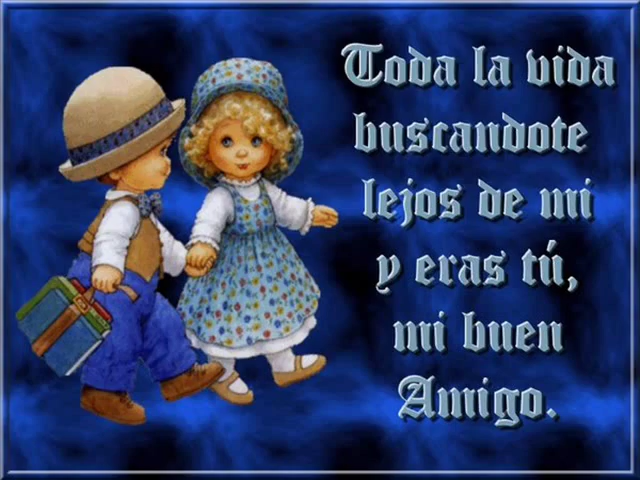 Toda la vida
buscandote
lejos de mi
y eras tú,
mi buen
Amigo.